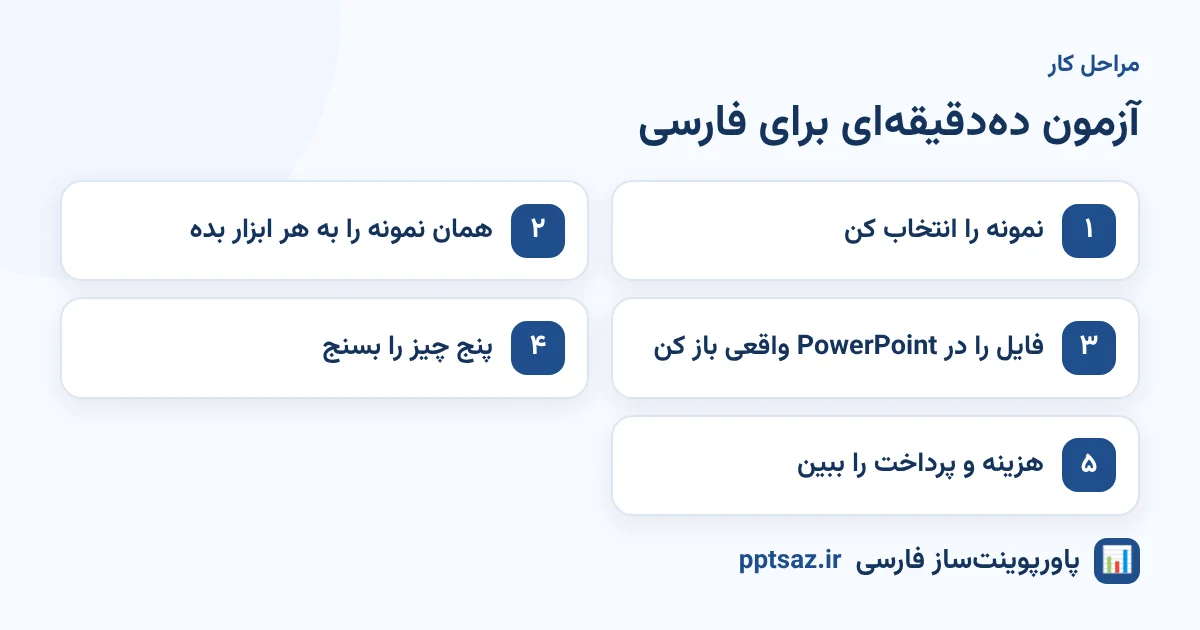 مراحل کار
آزمون ده‌دقیقه‌ای برای فارسی
۱ نمونه را انتخاب کن
۲ همان نمونه را به هر ابزار بده
۳ فایل را در PowerPoint واقعی باز کن
۴ پنج چیز را بسنج
۵ هزینه و پرداخت را ببین
پاورپوینت‌ساز فارسی pptsaz.ir